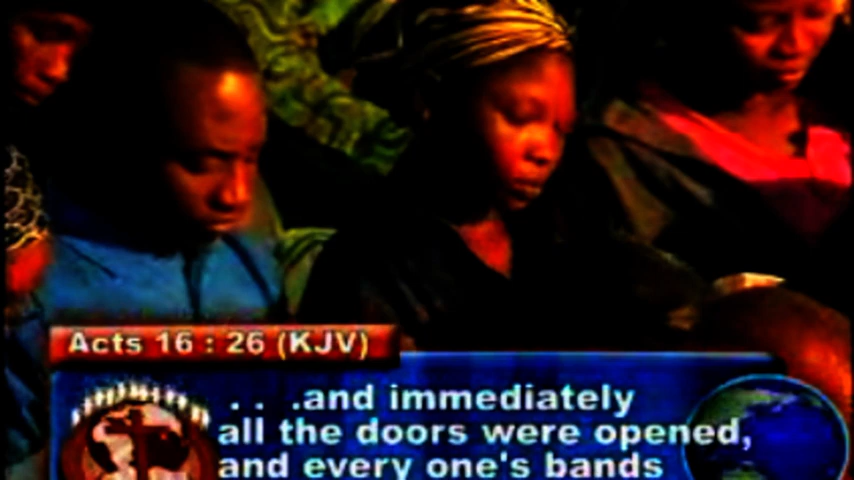 Acts 16 : 26 (KJV)
. . .and immediately
all the doors were opened,
and every one's bands